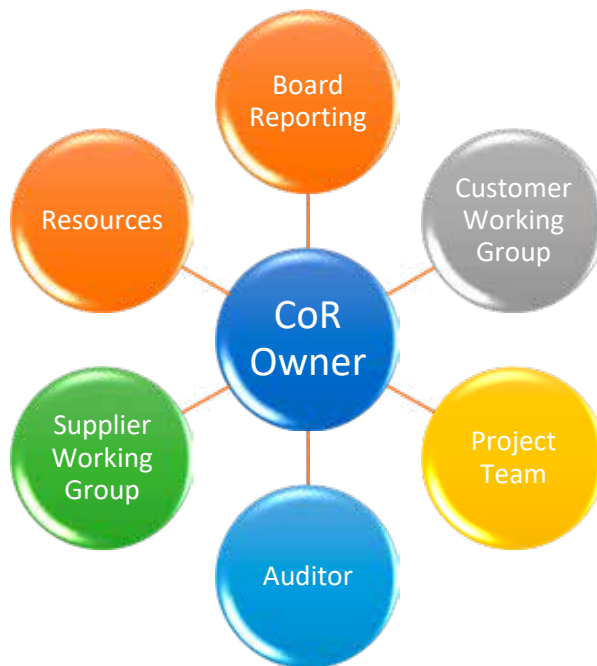 Board
Reporting
Customer
Working
Group
Resources
CoR
Owner
Supplier
Working
Group
Project
Team
Auditor